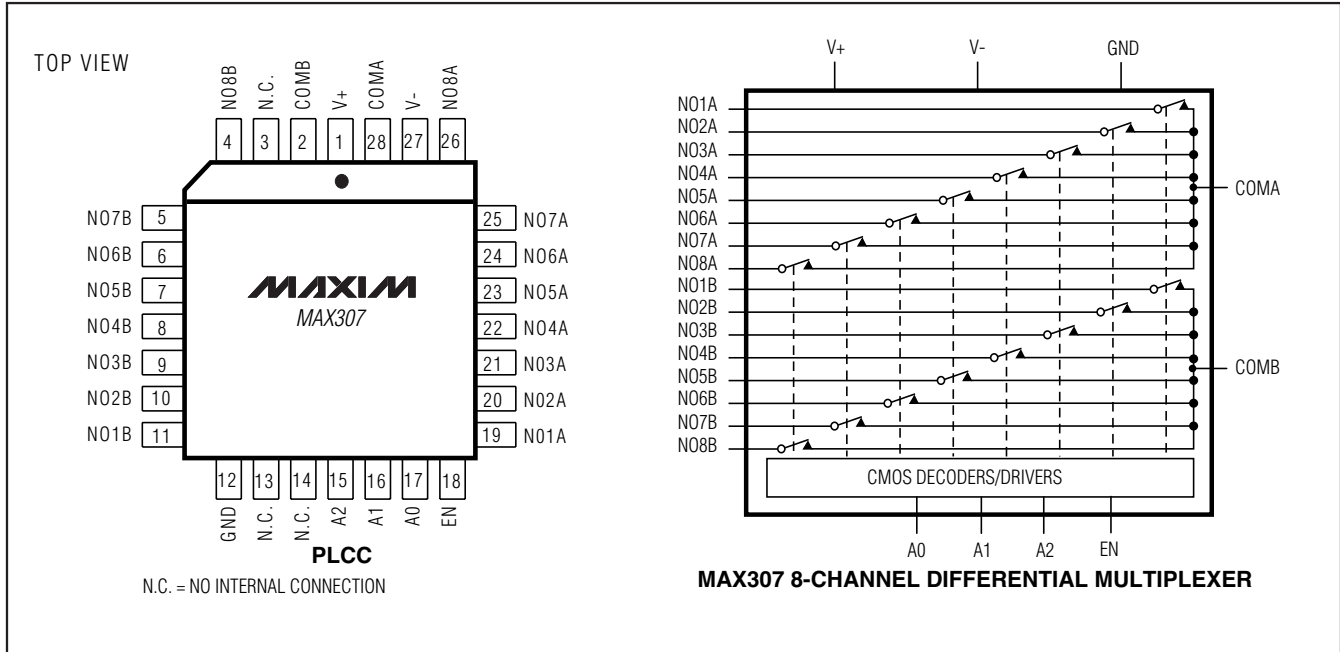 TOP VIEW
NO8B N.C. COMB V+ COMA V- NO8A
4 3 2 1 28 27 26
NO7B 5
NO6B 6
NO5B 7
NO4B 8
NO3B 9
NO2B 10
NO1B 11
MAXIM
MAX307
25 NO7A
24 NO6A
23 NO5A
22 NO4A
21 NO3A
20 NO2A
19 NO1A
12 13 14 15 16 17 18
GND N.C. N.C. A2 A1 A0 EN
PLCC
N.C. = NO INTERNAL CONNECTION
V+ V- GND
NO1A
NO2A
NO3A
NO4A
NO5A
NO6A
NO7A
NO8A
COMA
NO1B
NO2B
NO3B
NO4B
NO5B
NO6B
NO7B
NO8B
COMB
CMOS DECODERS/DRIVERS
A0 A1 A2 EN
MAX307 8-CHANNEL DIFFERENTIAL MULTIPLEXER